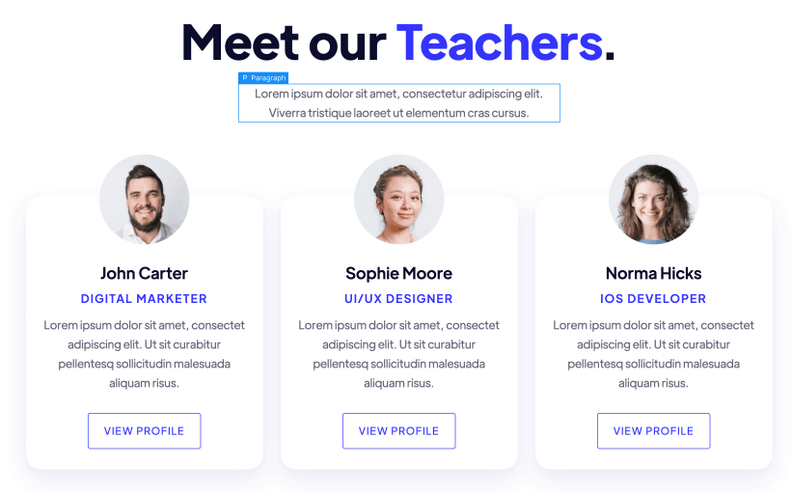 Meet our Teachers.
Paragraph
Lorem ipsum dolor sit amet, consectetur adipiscing elit.
Viverra tristique laoreet ut elementum cras cursus.
John Carter
DIGITAL MARKETER
Lorem ipsum dolor sit amet, consectet
adipiscing elit. Ut sit curabitur
pellentesq sollicitudin malesuada
aliquam risus.
VIEW PROFILE
Sophie Moore
UI/UX DESIGNER
Lorem ipsum dolor sit amet, consectet
adipiscing elit. Ut sit curabitur
pellentesq sollicitudin malesuada
aliquam risus.
VIEW PROFILE
Norma Hicks
IOS DEVELOPER
Lorem ipsum dolor sit amet, consectet
adipiscing elit. Ut sit curabitur
pellentesq sollicitudin malesuada
aliquam risus.
VIEW PROFILE